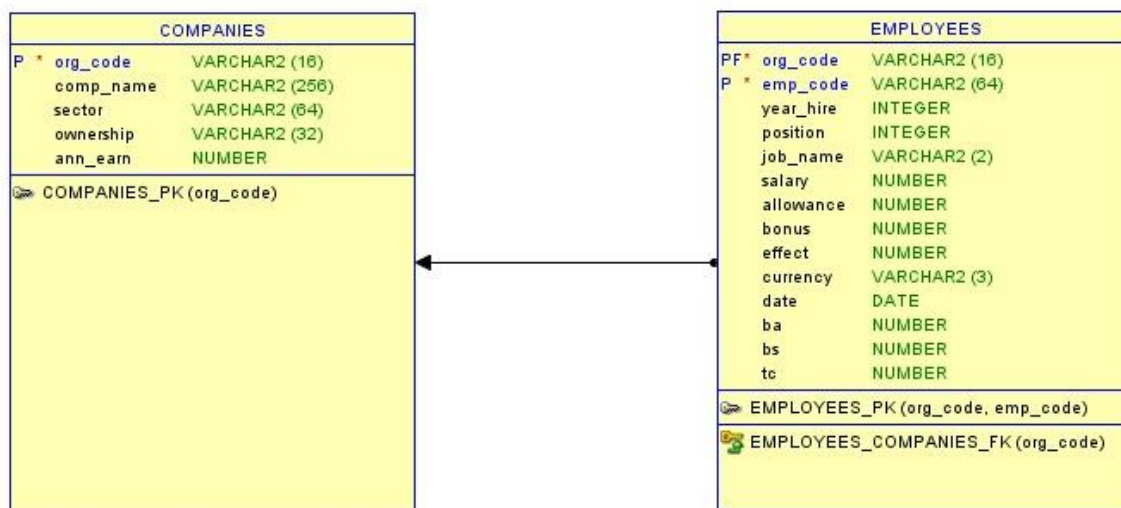 COMPANIES
P * org_code VARCHAR2 (16)
comp_name VARCHAR2 (256)
sector VARCHAR2 (64)
ownership VARCHAR2 (32)
ann_earn NUMBER
COMPANIES_PK (org_code)
EMPLOYEES
PF* org_code VARCHAR2 (16)
P * emp_code VARCHAR2 (64)
year_hire INTEGER
position INTEGER
job_name VARCHAR2 (2)
salary NUMBER
allowance NUMBER
bonus NUMBER
effect NUMBER
currency VARCHAR2 (3)
date DATE
ba NUMBER
bs NUMBER
tc NUMBER
EMPLOYEES_PK (org_code, emp_code)
EMPLOYEES_COMPANIES_FK (org_code)